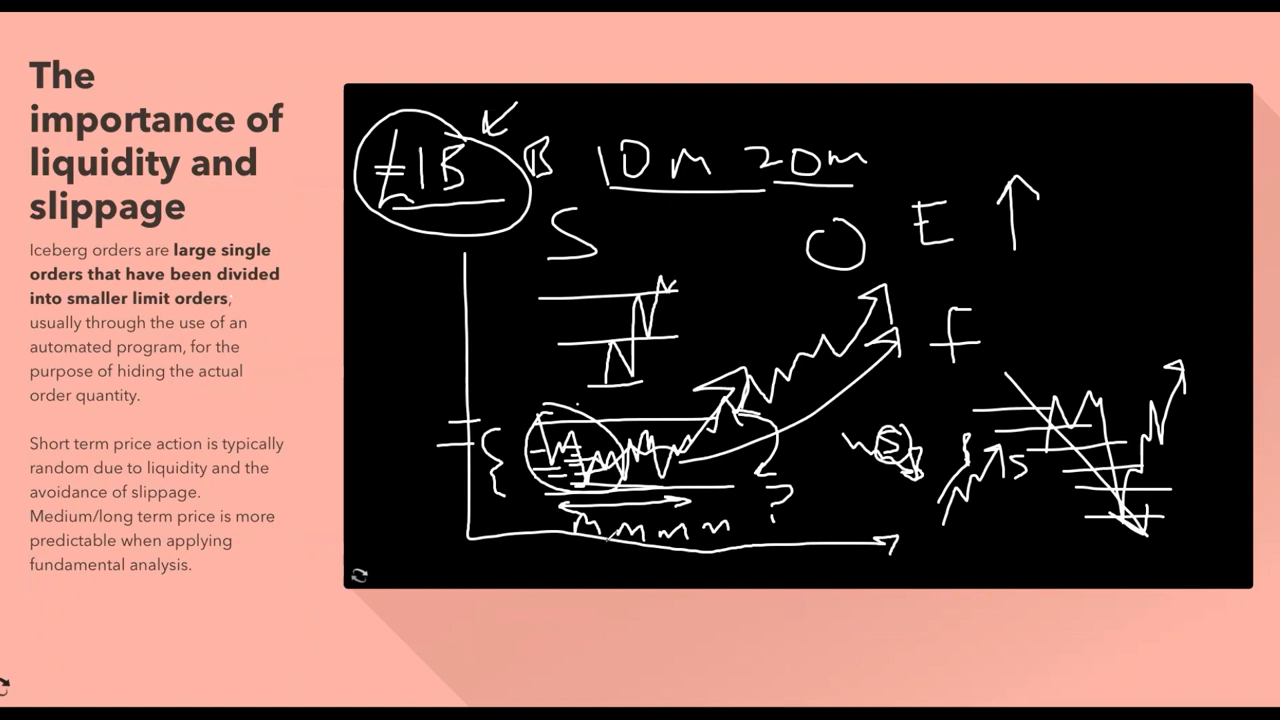 The
importance of
liquidity and
slippage
Iceberg orders are large single
orders that have been divided
into smaller limit orders;
usually through the use of an
automated program, for the
purpose of hiding the actual
order quantity.
Short term price action is typically
random due to liquidity and the
avoidance of slippage.
Medium/long term price is more
predictable when applying
fundamental analysis.
£1B B 10m 20m
S O E
F
S
?